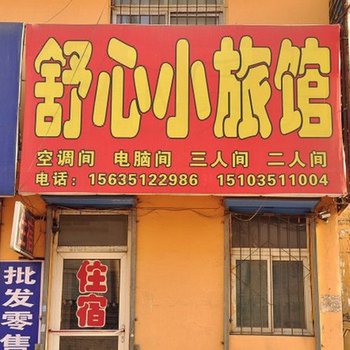 舒心小旅馆
空调间 电脑间 三人间 二人间
电话：15635122986 15103511004
住宿
批发零售